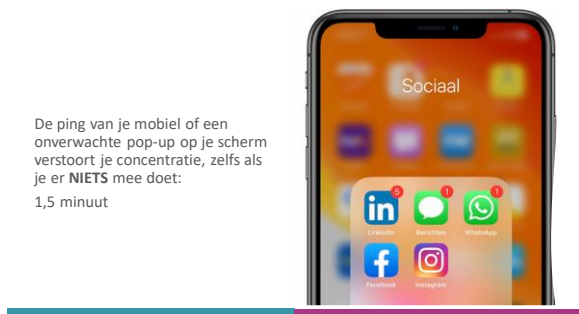 De ping van je mobiel of een
onverwachte pop-up op je scherm
verstoort je concentratie, zelfs als
je er NIETS mee doet:
1,5 minuut
Sociaal
5 1 1
in
LinkedIn Berichten WhatsApp
f
Facebook Instagram